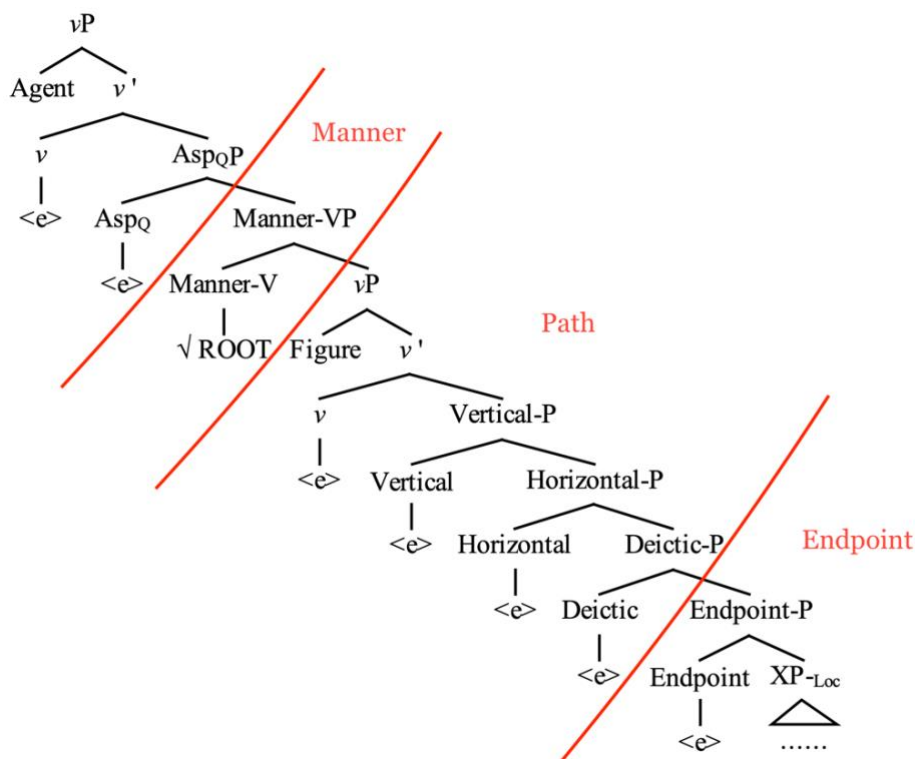 vP
Agent v '
Manner
v AspQP
<e> AspQ Manner-VP
<e> Manner-V vP
Path
√ ROOT Figure v '
v Vertical-P
<e> Vertical Horizontal-P
<e> Horizontal Deictic-P Endpoint
<e> Deictic Endpoint-P
<e> Endpoint XP-Loc
<e> ......